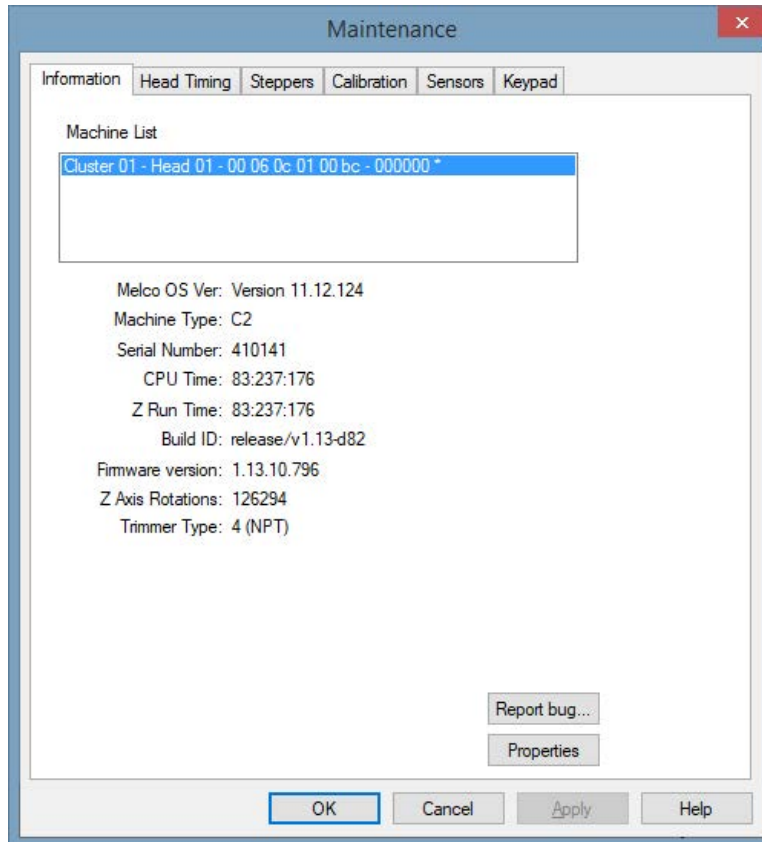 Maintenance
Information Head Timing Steppers Calibration Sensors Keypad
Machine List
Cluster 01 - Head 01 - 00 06 0c 01 00 bc - 000000 *
Melco OS Ver: Version 11.12.124
Machine Type: C2
Serial Number: 410141
CPU Time: 83:237:176
Z Run Time: 83:237:176
Build ID: release/v1.13-d82
Firmware version: 1.13.10.796
Z Axis Rotations: 126294
Trimmer Type: 4 (NPT)
Report bug...
Properties
OK Cancel Apply Help